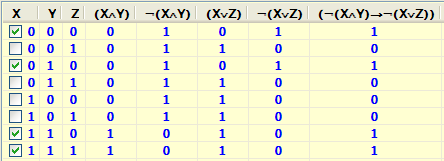 X Y Z (X∧Y) ¬(X∧Y) (X∨Z) ¬(X∨Z) (¬(X∧Y)→¬(X∨Z))
0 0 0 0 1 0 1 1
0 0 1 0 1 1 0 0
0 1 0 0 1 0 1 1
0 1 1 0 1 1 0 0
1 0 0 0 1 1 0 0
1 0 1 0 1 1 0 0
1 1 0 1 0 1 0 1
1 1 1 1 0 1 0 1